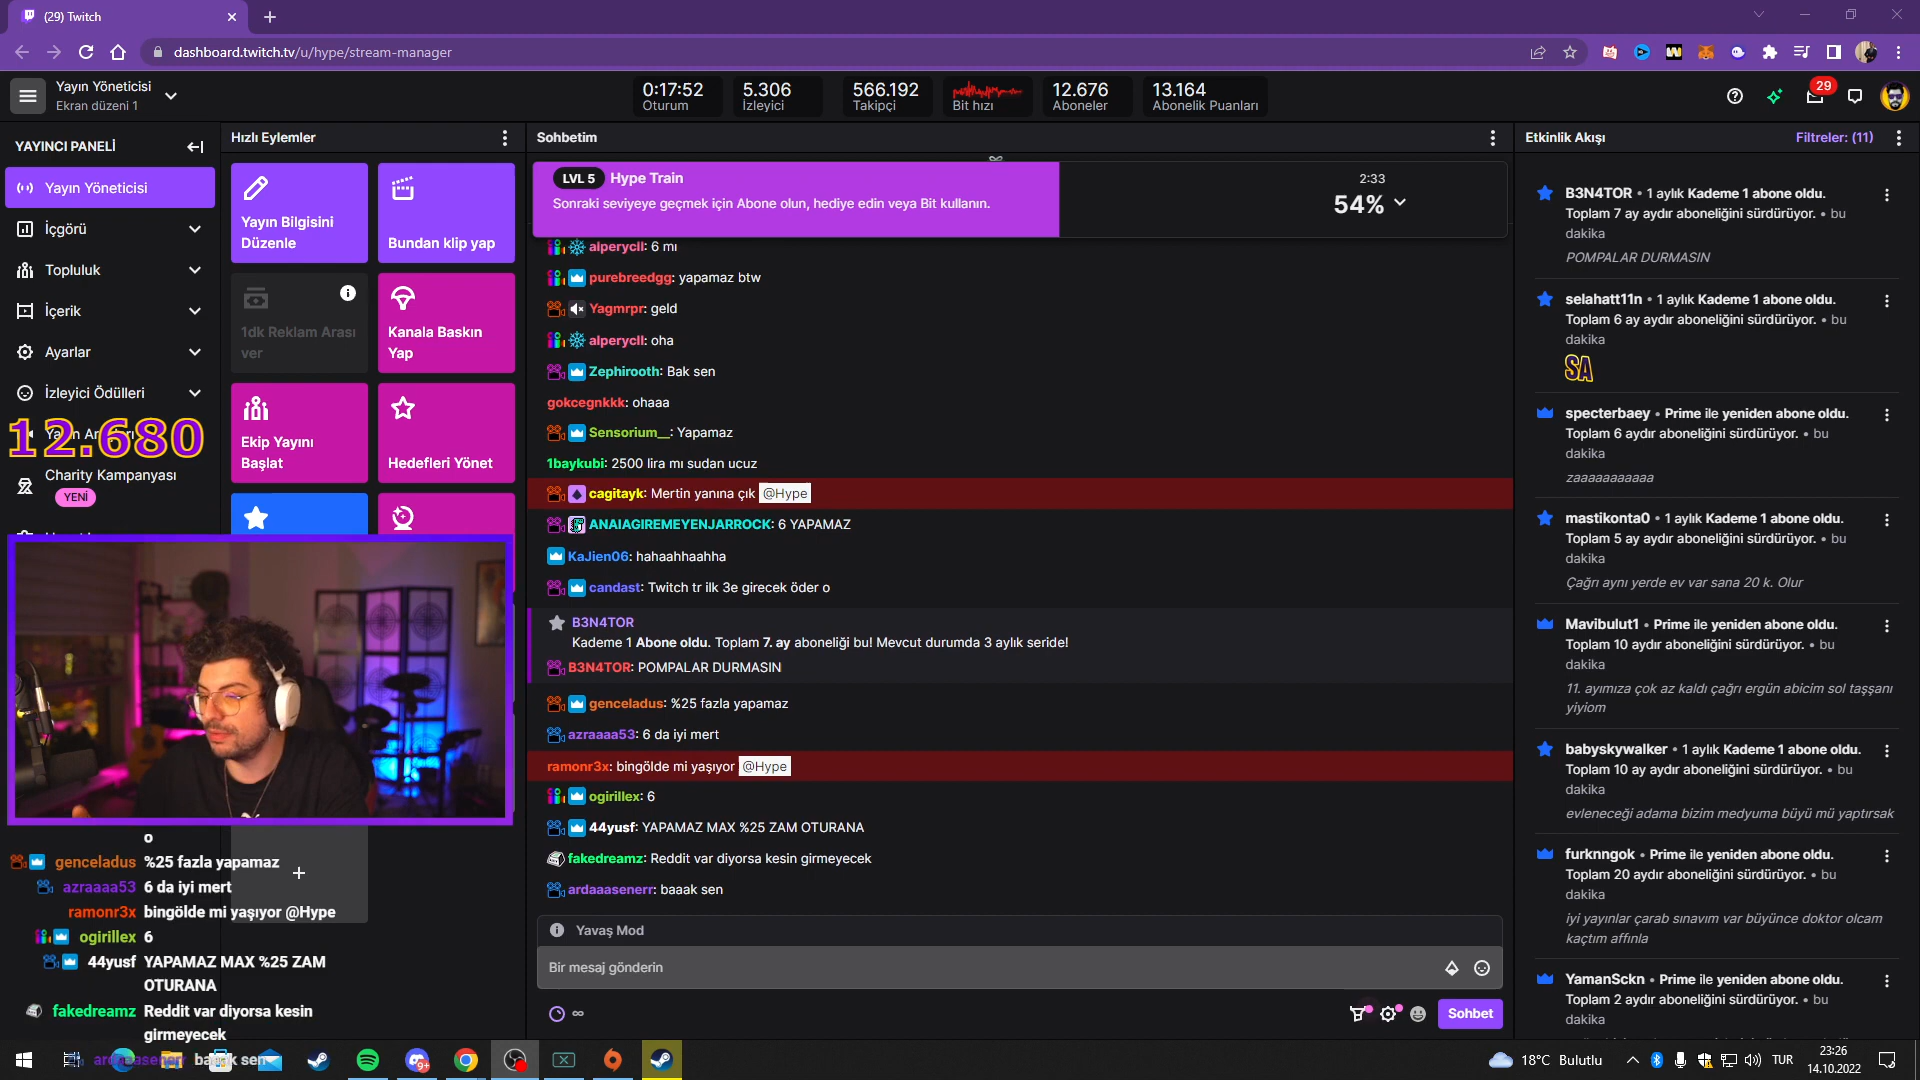 (29) Twitch
dashboard.twitch.tv/u/hype/stream-manager
Yayın Yöneticisi
Ekran düzeni 1
0:17:52
Oturum
5.306
İzleyici
566.192
Takipçi
Bit hızı
12.676
Aboneler
13.164
Abonelik Puanları
29
YAYINCI PANELİ
Yayın Yöneticisi
İçgörü
Topluluk
İçerik
Ayarlar
İzleyici Ödülleri
12.680
Charity Kampanyası
YENİ
Hızlı Eylemler
Yayın Bilgisini
Düzenle
Bundan klip yap
1dk Reklam Arası
ver
Kanala Baskın
Yap
Ekip Yayını
Başlat
Hedefleri Yönet
Sohbetim
LVL 5 Hype Train
Sonraki seviyeye geçmek için Abone olun, hediye edin veya Bit kullanın.
2:33
54%
alperycll: 6 mı
purebreedgg: yapamaz btw
Yagmrpr: geld
alperycll: oha
Zephirooth: Bak sen
gokcegnkkk: ohaaa
Sensorium__: Yapamaz
1baykubi: 2500 lira mı sudan ucuz
cagitayk: Mertin yanına çık @Hype
ANAIAGIREMEYENJARROCK: 6 YAPAMAZ
KaJien06: hahaahhaahha
candast: Twitch tr ilk 3e girecek öder o
B3N4TOR
Kademe 1 Abone oldu. Toplam 7. ay aboneliği bu! Mevcut durumda 3 aylık seride!
B3N4TOR: POMPALAR DURMASIN
genceladus: %25 fazla yapamaz
azraaaa53: 6 da iyi mert
ramonr3x: bingölde mi yaşıyor @Hype
ogirillex: 6
44yusf: YAPAMAZ MAX %25 ZAM OTURANA
fakedreamz: Reddit var diyorsa kesin girmeyecek
ardaaasenerr: baaak sen
Yavaş Mod
Bir mesaj gönderin
Sohbet
Etkinlik Akışı
Filtreler: (11)
B3N4TOR • 1 aylık Kademe 1 abone oldu.
Toplam 7 ay aydır aboneliğini sürdürüyor. • bu
dakika
POMPALAR DURMASIN
selahatt11n • 1 aylık Kademe 1 abone oldu.
Toplam 6 ay aydır aboneliğini sürdürüyor. • bu
dakika
SA
specterbaey • Prime ile yeniden abone oldu.
Toplam 6 aydır aboneliğini sürdürüyor. • bu
dakika
zaaaaaaaaaaa
mastikonta0 • 1 aylık Kademe 1 abone oldu.
Toplam 5 ay aydır aboneliğini sürdürüyor. • bu
dakika
Çağrı aynı yerde ev var sana 20 k. Olur
Mavibulut1 • Prime ile yeniden abone oldu.
Toplam 10 aydır aboneliğini sürdürüyor. • bu
dakika
11. ayımıza çok az kaldı çağrı ergün abicim sol taşşanı
yiyiom
babyskywalker • 1 aylık Kademe 1 abone oldu.
Toplam 10 ay aydır aboneliğini sürdürüyor. • bu
dakika
evleneceği adama bizim medyuma büyü mü yaptırsak
furknngok • Prime ile yeniden abone oldu.
Toplam 20 aydır aboneliğini sürdürüyor. • bu
dakika
iyi yayınlar çarab sınavım var büyünce doktor olcam
kaçtım affınla
YamanSckn • Prime ile yeniden abone oldu.
Toplam 2 aydır aboneliğini sürdürüyor. • bu
dakika
o
genceladus %25 fazla yapamaz
azraaaa53 6 da iyi mert
ramonr3x bingölde mi yaşıyor @Hype
ogirillex 6
44yusf YAPAMAZ MAX %25 ZAM
OTURANA
fakedreamz Reddit var diyorsa kesin
girmeyecek
18°C Bulutlu
TUR
23:26
14.10.2022